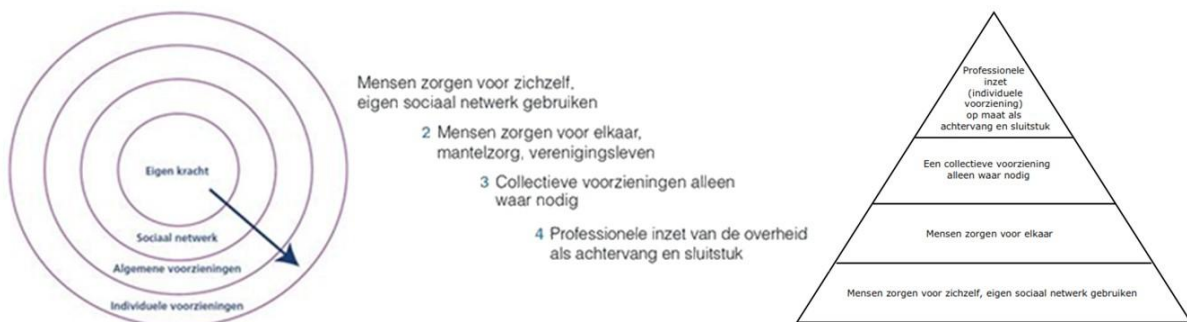 Eigen kracht
Sociaal netwerk
Algemene voorzieningen
Individuele voorzieningen
Mensen zorgen voor zichzelf,
eigen sociaal netwerk gebruiken
2 Mensen zorgen voor elkaar,
mantelzorg, verenigingsleven
3 Collectieve voorzieningen alleen
waar nodig
4 Professionele inzet van de overheid
als achtervang en sluitstuk
Professionele
inzet
(individuele
voorziening)
op maat als
achtervang en sluitstuk
Een collectieve voorziening
alleen waar nodig
Mensen zorgen voor elkaar
Mensen zorgen voor zichzelf, eigen sociaal netwerk gebruiken